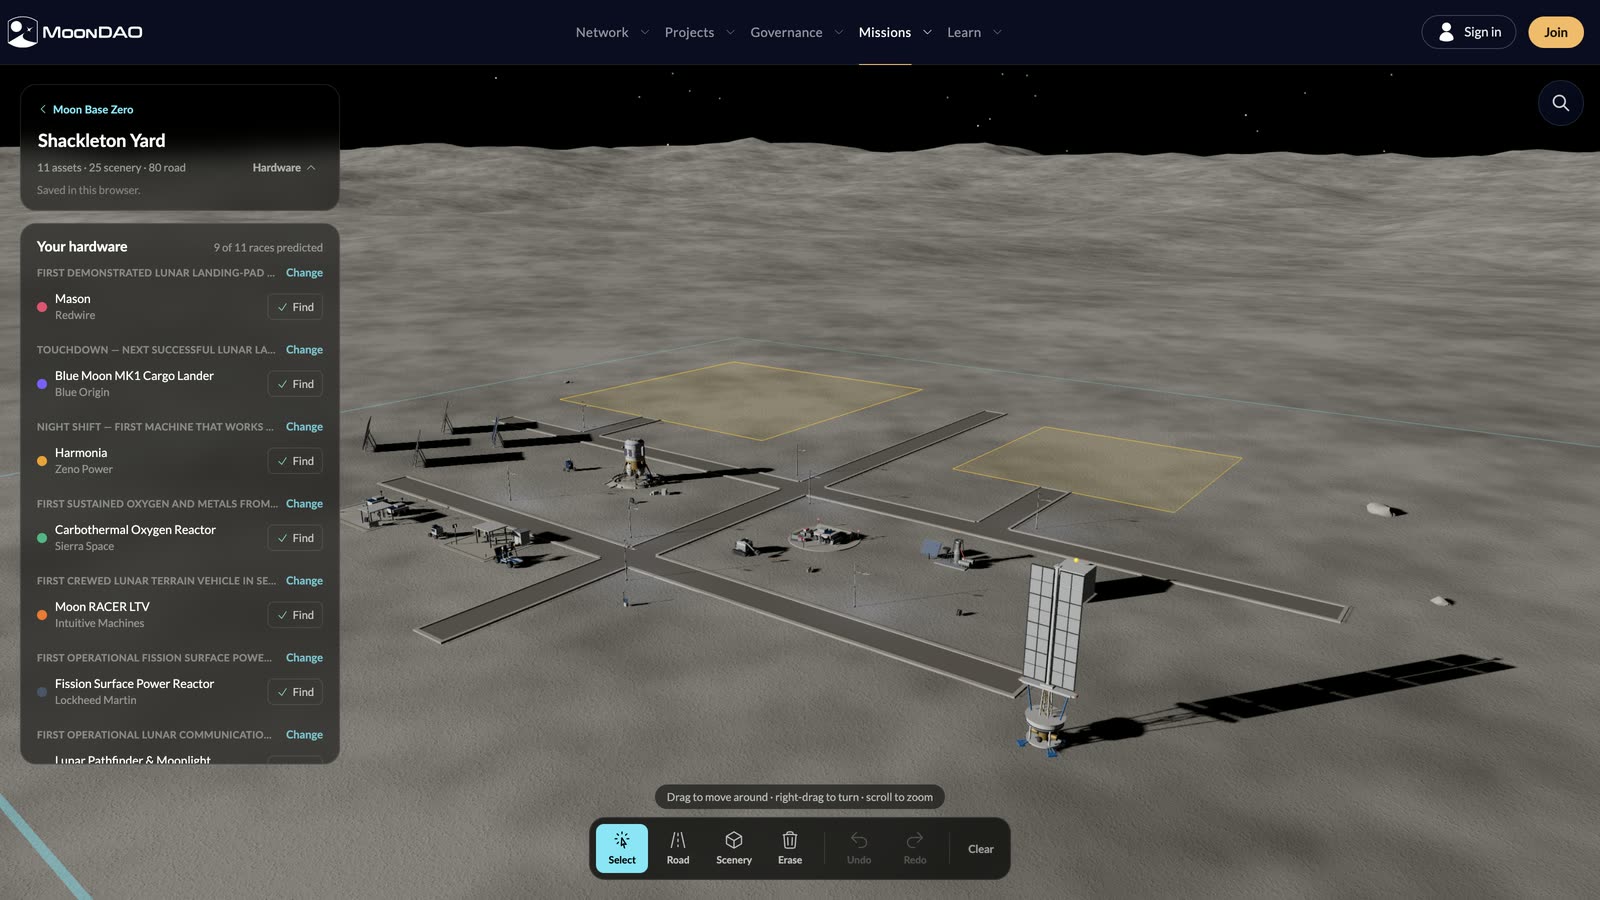 MOONDAO
Network
Projects
Governance
Missions
Learn
Sign in
Join
Moon Base Zero
Shackleton Yard
11 assets · 25 scenery · 80 road
Hardware
Saved in this browser.
Your hardware
9 of 11 races predicted
FIRST DEMONSTRATED LUNAR LANDING-PAD ...
Change
Mason
Find
Redwire
TOUCHDOWN — NEXT SUCCESSFUL LUNAR LA...
Change
Blue Moon MK1 Cargo Lander
Find
Blue Origin
NIGHT SHIFT — FIRST MACHINE THAT WORKS ...
Change
Harmonia
Find
Zeno Power
FIRST SUSTAINED OXYGEN AND METALS FROM...
Change
Carbothermal Oxygen Reactor
Find
Sierra Space
FIRST CREWED LUNAR TERRAIN VEHICLE IN SE...
Change
Moon RACER LTV
Find
Intuitive Machines
FIRST OPERATIONAL FISSION SURFACE POWE...
Change
Fission Surface Power Reactor
Find
Lockheed Martin
FIRST OPERATIONAL LUNAR COMMUNICATIO...
Change
Lunar Pathfinder & Moonlight
Drag to move around · right-drag to turn · scroll to zoom
Select
Road
Scenery
Erase
Undo
Redo
Clear